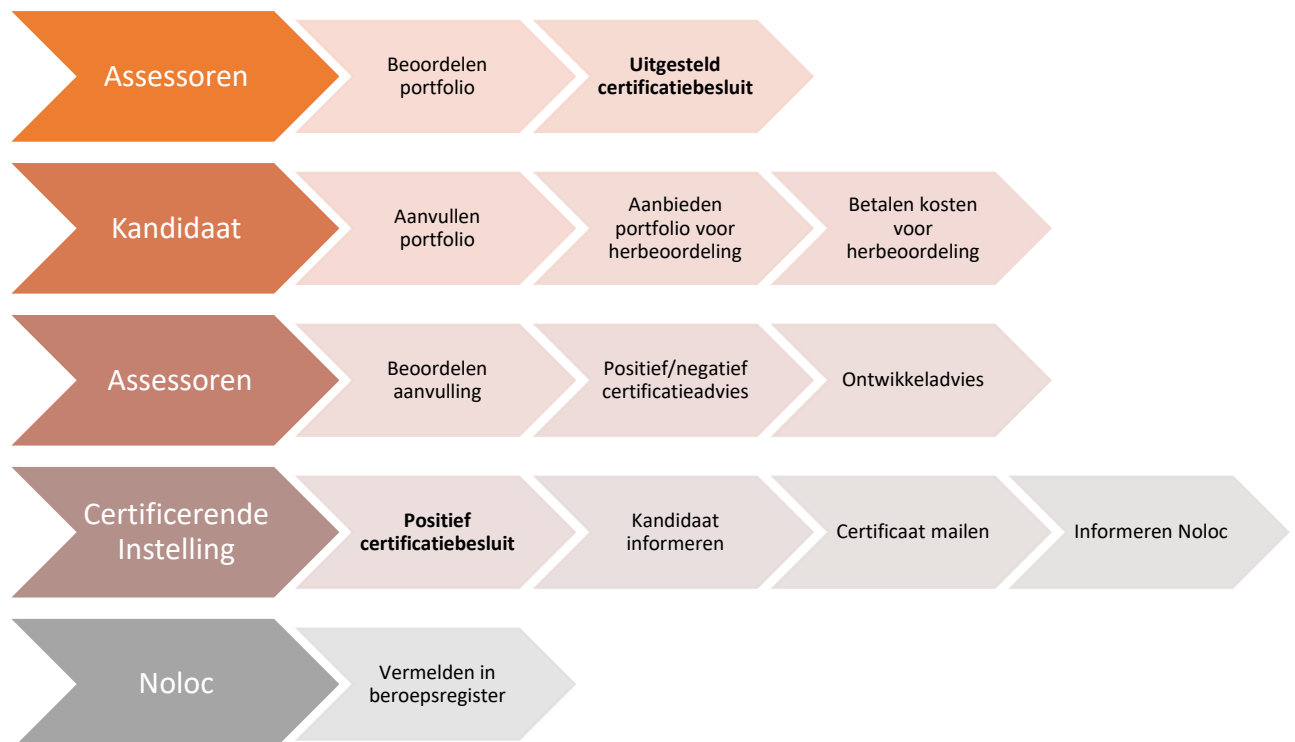 Assessoren
Beoordelen
portfolio
Uitgesteld
certificatiebesluit
Kandidaat
Aanvullen
portfolio
Aanbieden
portfolio voor
herbeoordeling
Betalen kosten
voor
herbeoordeling
Assessoren
Beoordelen
aanvulling
Positief/negatief
certificatieadvies
Ontwikkeladvies
Certificerende
Instelling
Positief
certificatiebesluit
Kandidaat
informeren
Certificaat mailen
Informeren Noloc
Noloc
Vermelden in
beroepsregister